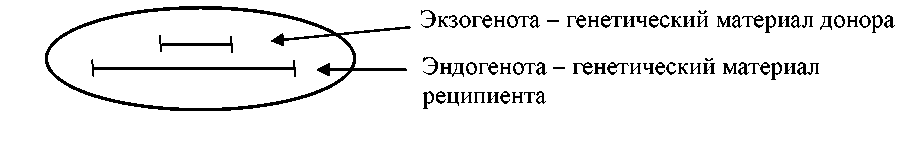 Экзогенота – генетический материал донора
Эндогенота – генетический материал
реципиента